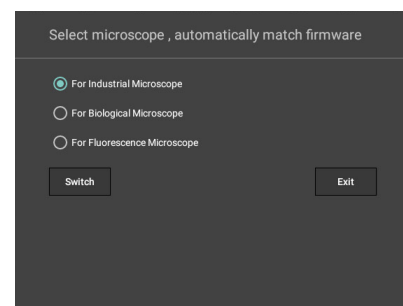 Select microscope , automatically match firmware
For Industrial Microscope
For Biological Microscope
For Fluorescence Microscope
Switch
Exit